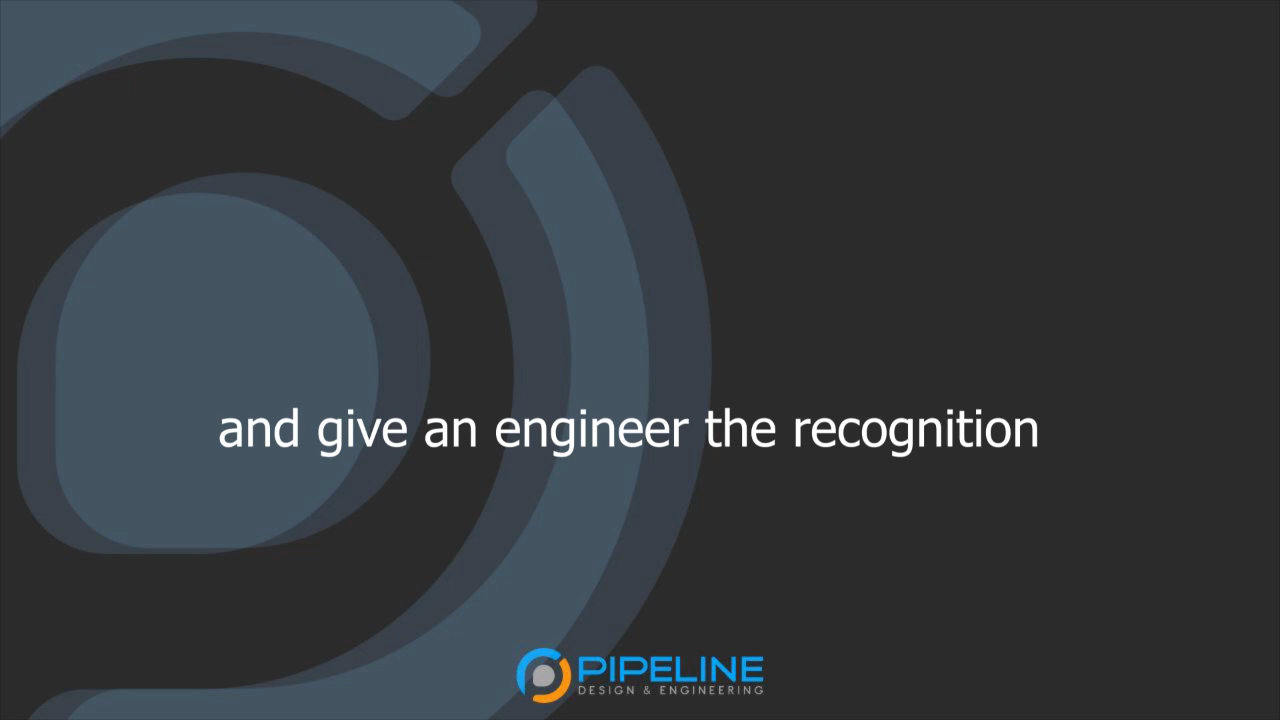 and give an engineer the recognition
PIPELINE
DESIGN & ENGINEERING